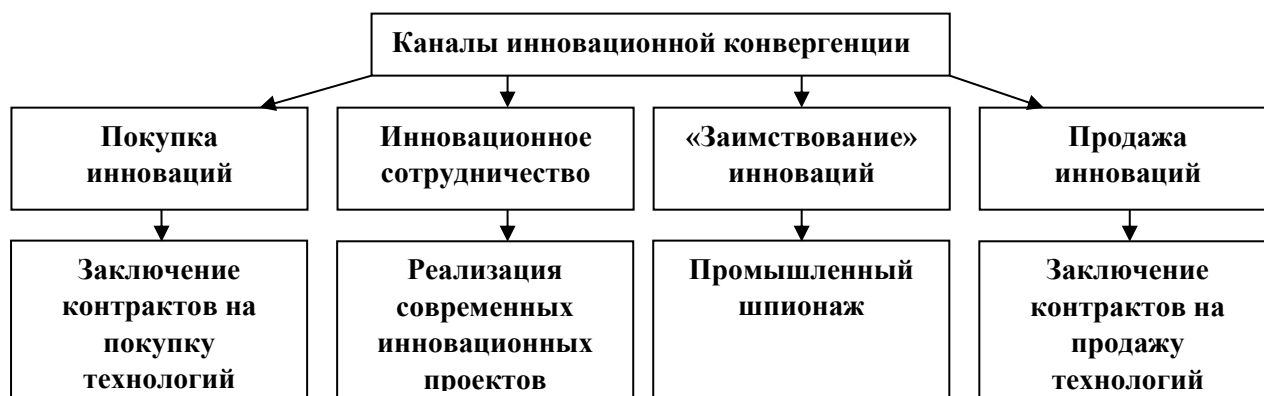 Каналы инновационной конвергенции
Покупка
инноваций
Инновационное
сотрудничество
«Заимствование»
инноваций
Продажа
инноваций
Заключение
контрактов на
покупку
технологий
Реализация
современных
инновационных
проектов
Промышленный
шпионаж
Заключение
контрактов на
продажу
технологий